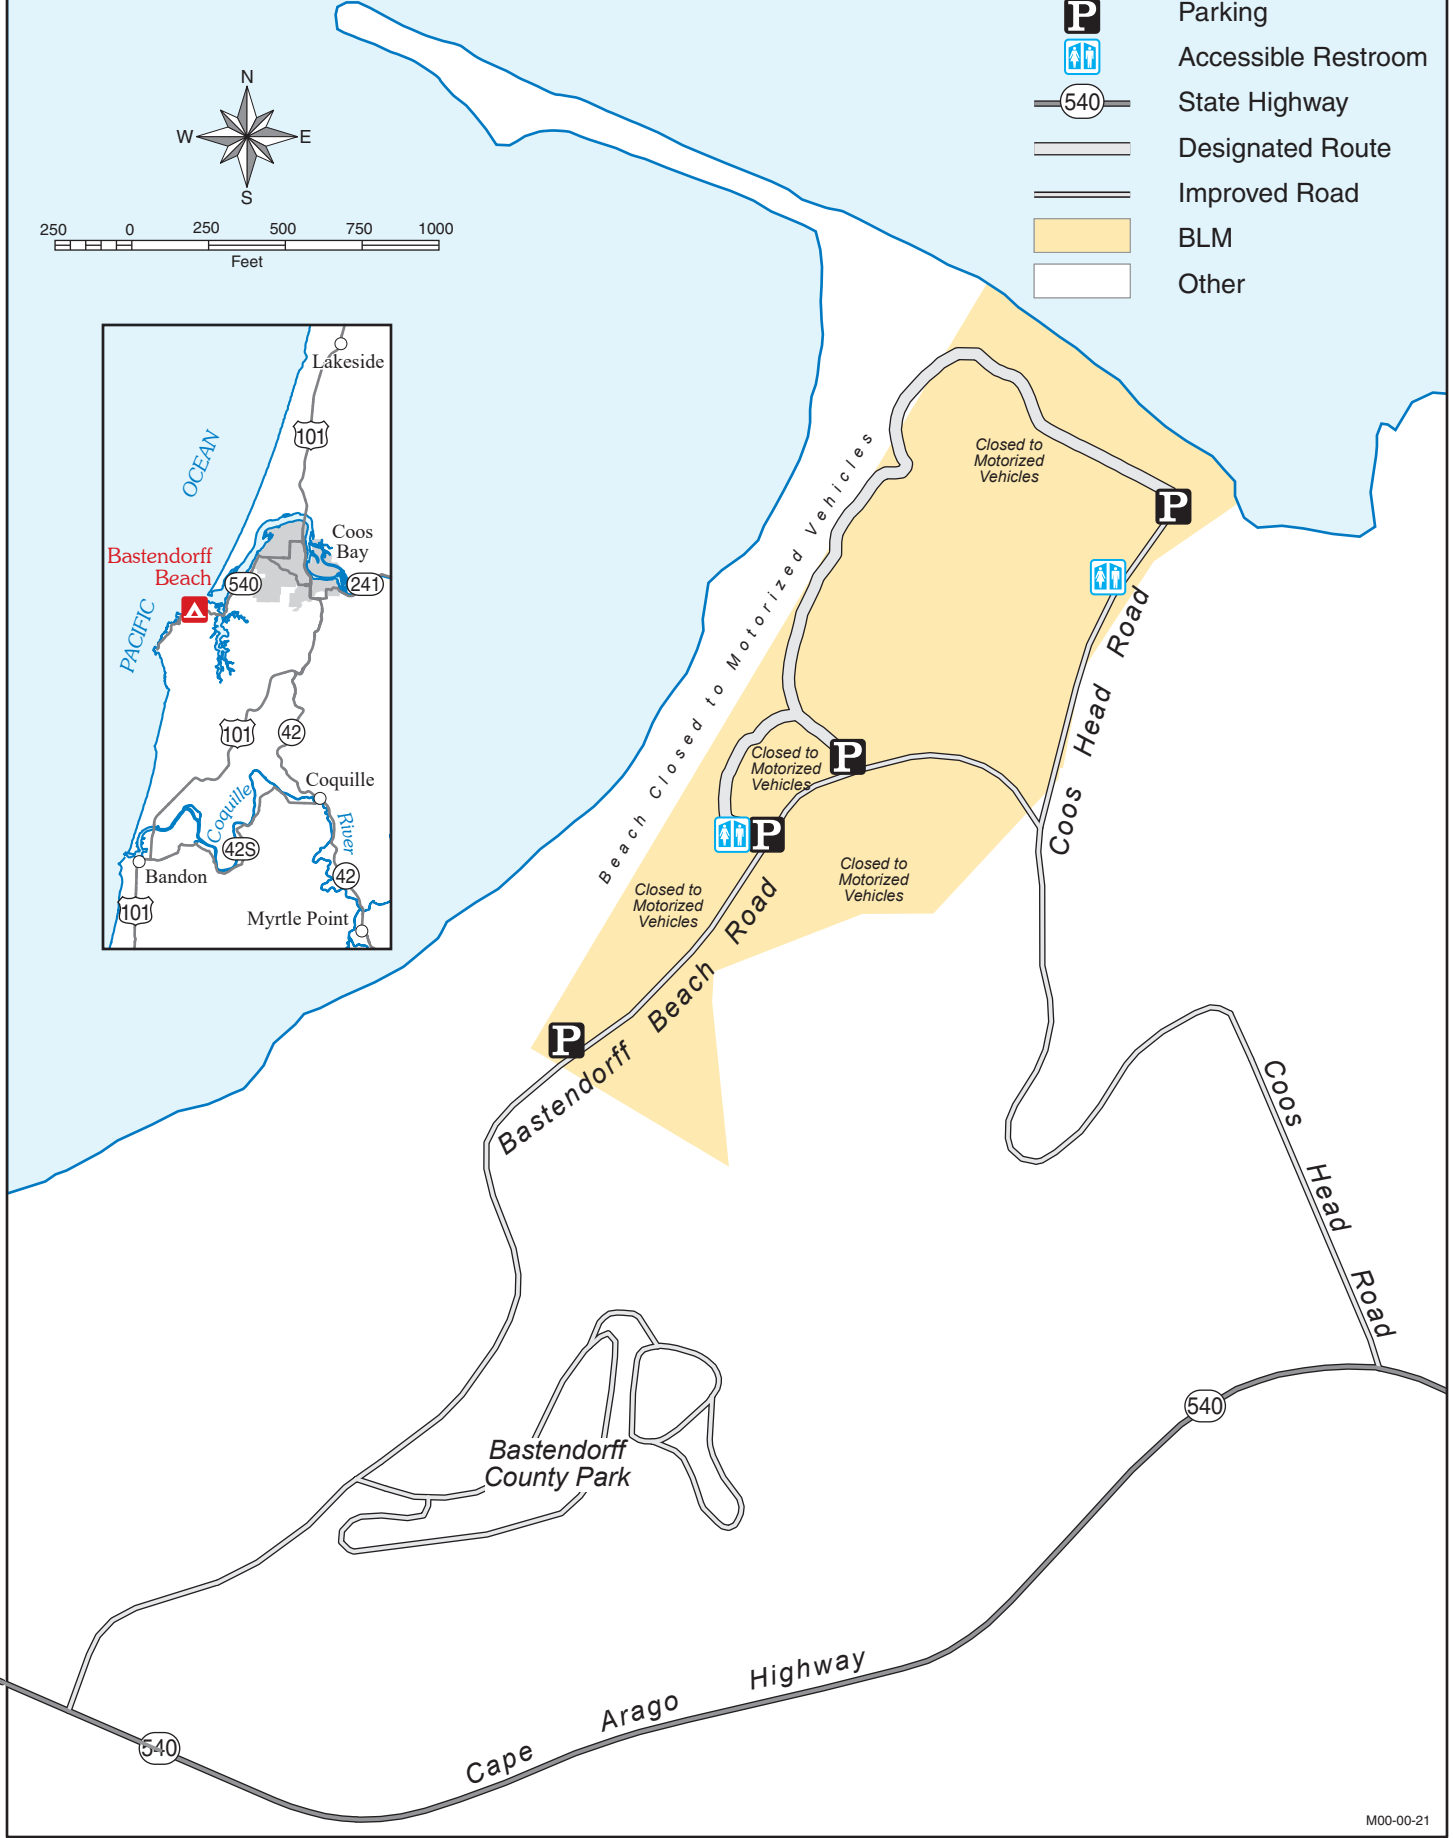 P Parking
Accessible Restroom
540 State Highway
Designated Route
Improved Road
BLM
Other
N
W E
S
250 0 250 500 750 1000
Feet
Lakeside
101
OCEAN
Coos
Bay
Bastendorff
Beach
540
241
PACIFIC
101
42
Coquille
Coquille
River
42S
42
Bandon
101
Myrtle Point
Closed to
Motorized
Vehicles
P
Beach Closed to Motorized Vehicles
Coos Head Road
Closed to
Motorized
Vehicles
P
P
Closed to
Motorized
Vehicles
Closed to
Motorized
Vehicles
Bastendorff Beach Road
P
Coos Head Road
Bastendorff
County Park
540
Cape Arago Highway
540
M00-00-21